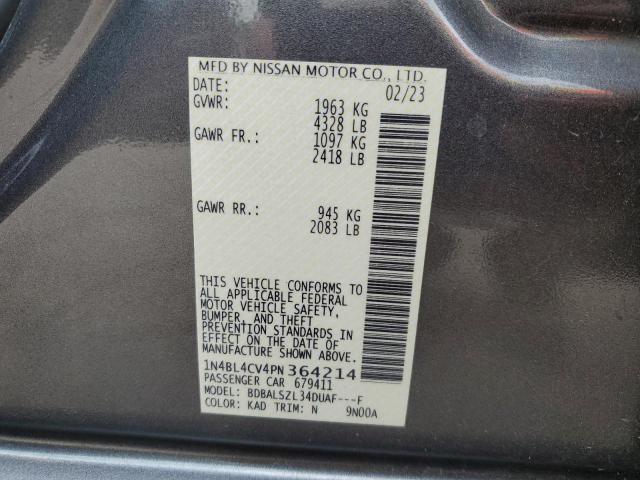 MFD BY NISSAN MOTOR CO., LTD.
DATE: 02/23
GVWR: 1963 KG
4328 LB
GAWR FR.: 1097 KG
2418 LB
GAWR RR.: 945 KG
2083 LB
THIS VEHICLE CONFORMS TO
ALL APPLICABLE FEDERAL
MOTOR VEHICLE SAFETY,
BUMPER, AND THEFT
PREVENTION STANDARDS IN
EFFECT ON THE DATE OF
MANUFACTURE SHOWN ABOVE.
1N4BL4CV4PN364214
PASSENGER CAR 679411
MODEL: BDBALSZL34DUAF---F
COLOR: KAD TRIM: N 9N00A